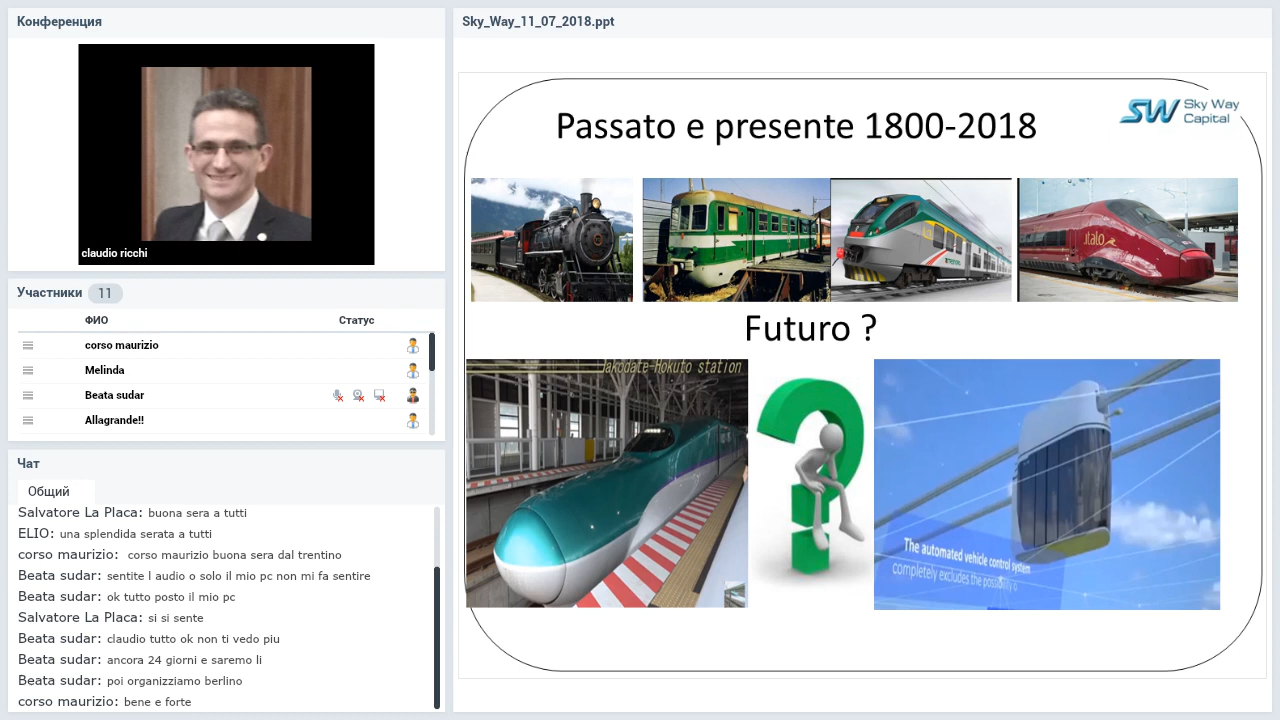 Конференция
claudio ricchi
Участники 11
ФИО Статус
corso maurizio
Melinda
Beata sudar
Allagrande!!
Чат
Общий
Salvatore La Placa: buona sera a tutti
ELIO: una splendida serata a tutti
corso maurizio: corso maurizio buona sera dal trentino
Beata sudar: sentite l audio o solo il mio pc non mi fa sentire
Beata sudar: ok tutto posto il mio pc
Salvatore La Placa: si si sente
Beata sudar: claudio tutto ok non ti vedo piu
Beata sudar: ancora 24 giorni e saremo li
Beata sudar: poi organizziamo berlino
corso maurizio: bene e forte
Sky_Way_11_07_2018.ppt
Passato e presente 1800-2018
SW Sky Way
Capital
.italo
Futuro ?
Hakodate-Hokuto station
The automated vehicle control system
completely excludes the